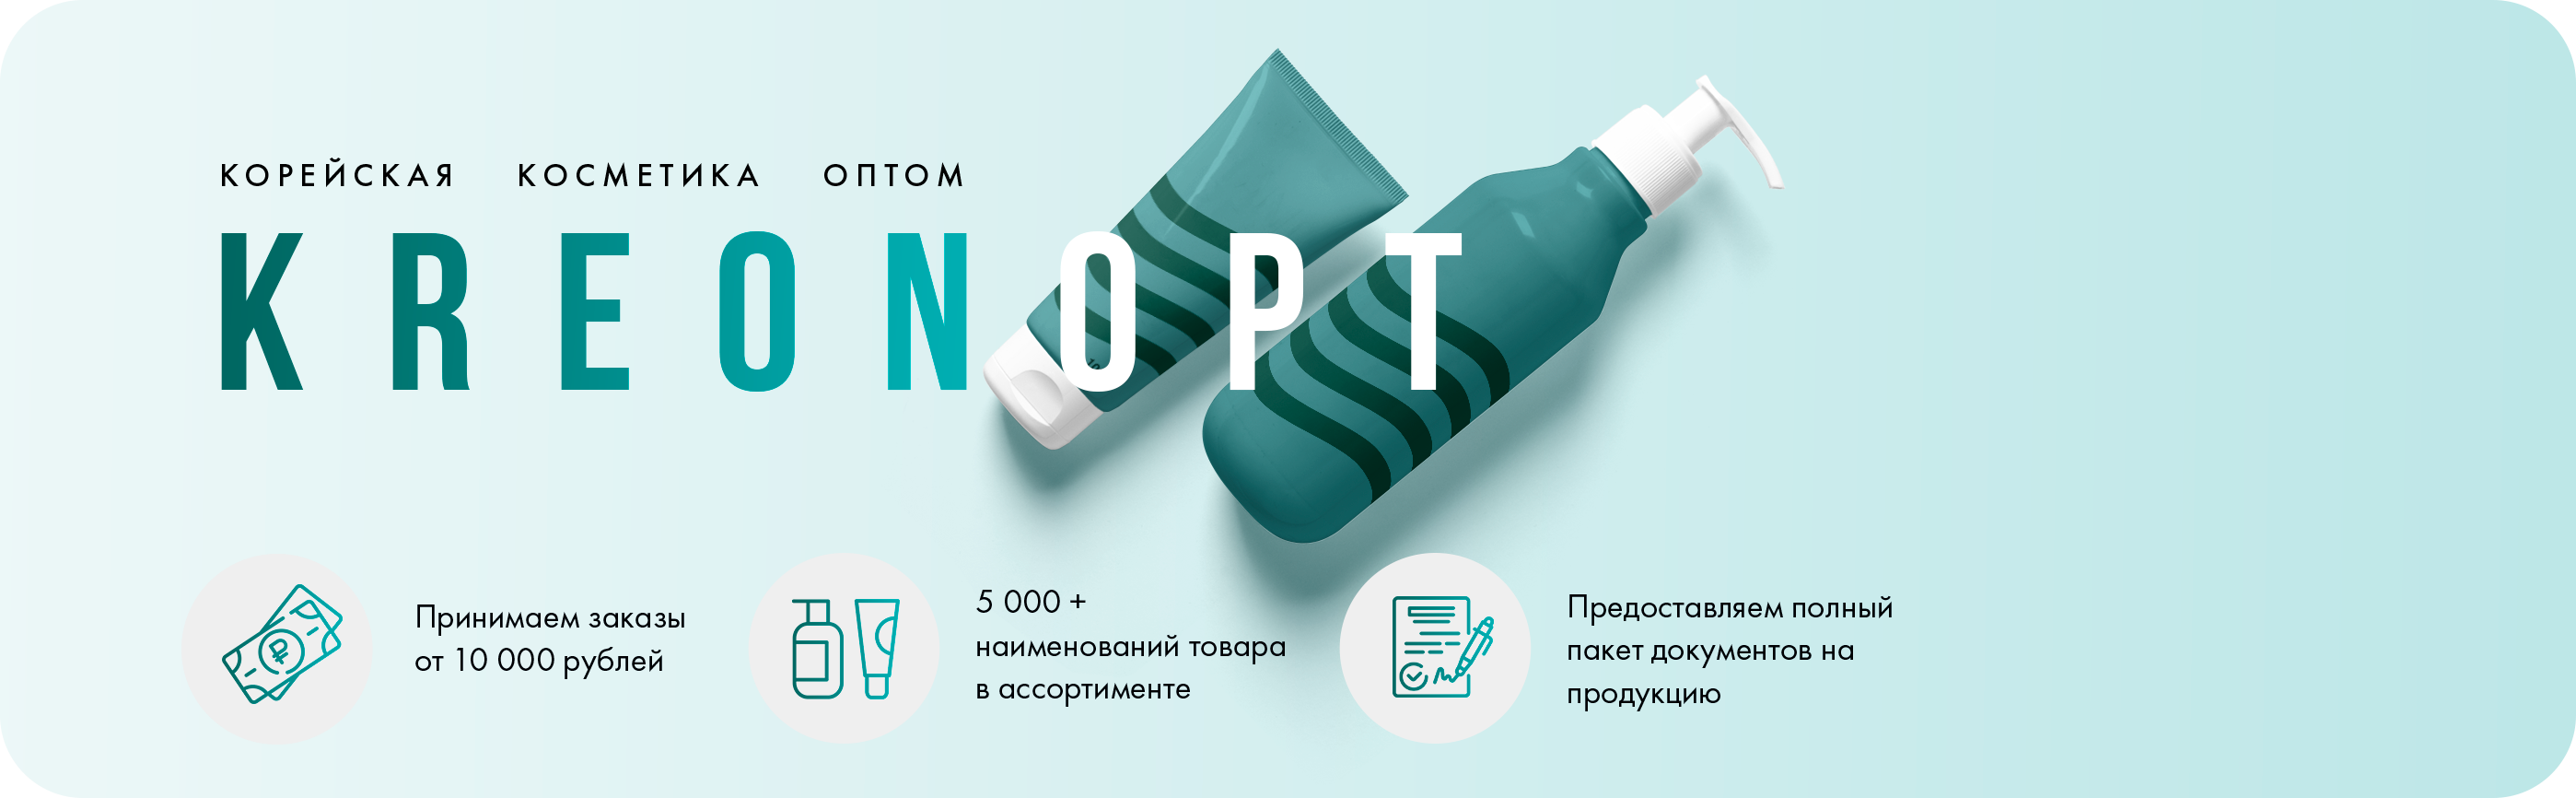 КОРЕЙСКАЯ КОСМЕТИКА ОПТОМ
KREONOPT
Принимаем заказы
от 10 000 рублей
5 000 +
наименований товара
в ассортименте
Предоставляем полный
пакет документов на
продукцию